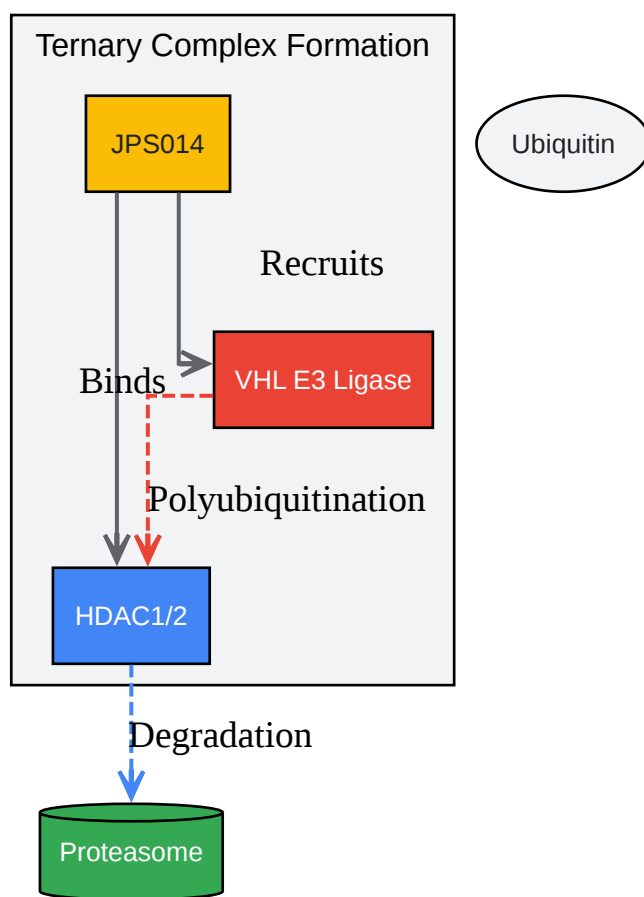 Ternary Complex Formation
JPS014
Ubiquitin
Recruits
VHL E3 Ligase
Binds
Polyubiquitination
HDAC1/2
Degradation
Proteasome